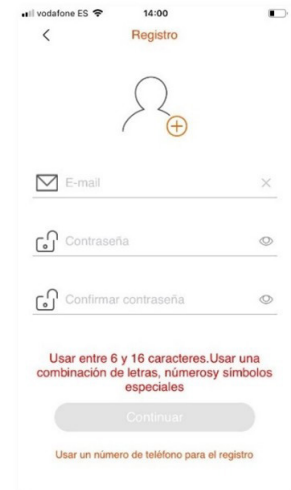 vodafone ES 14:00
Registro
E-mail
Contraseña
Confirmar contraseña
Usar entre 6 y 16 caracteres.Usar una
combinación de letras, númerosy símbolos
especiales
Continuar
Usar un número de teléfono para el registro